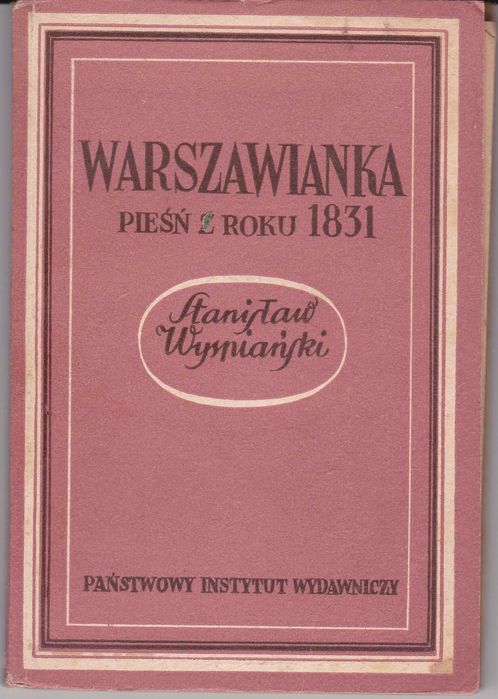 WARSZAWIANKA
PIEŚŃ Z ROKU 1831
Stanisław
Wyspiański
PAŃSTWOWY INSTYTUT WYDAWNICZY